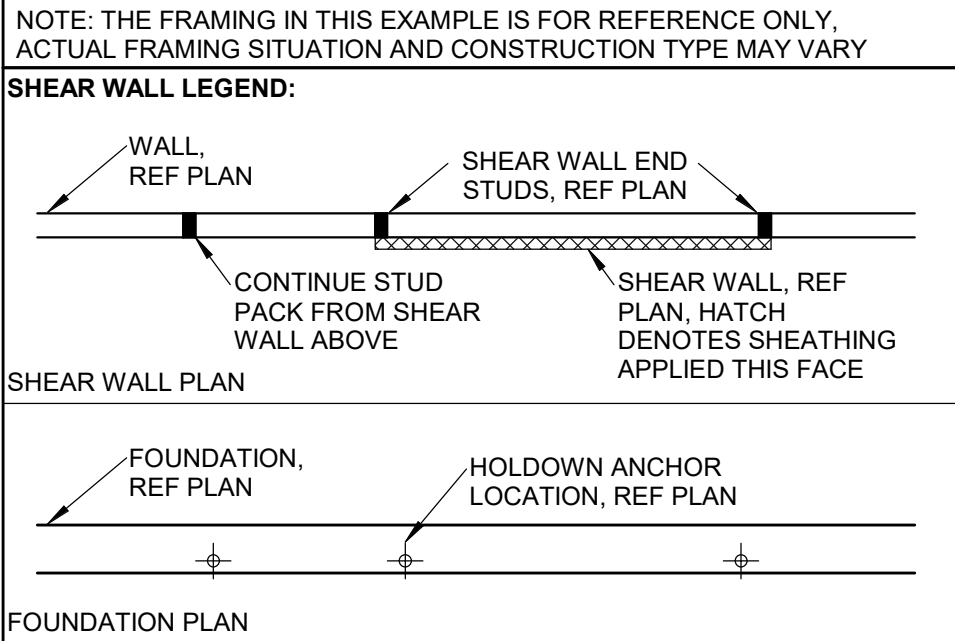 NOTE: THE FRAMING IN THIS EXAMPLE IS FOR REFERENCE ONLY,
ACTUAL FRAMING SITUATION AND CONSTRUCTION TYPE MAY VARY
SHEAR WALL LEGEND:
WALL,
REF PLAN
SHEAR WALL END
STUDS, REF PLAN
CONTINUE STUD
PACK FROM SHEAR
WALL ABOVE
SHEAR WALL, REF
PLAN, HATCH
DENOTES SHEATHING
APPLIED THIS FACE
SHEAR WALL PLAN
FOUNDATION,
REF PLAN
HOLDOWN ANCHOR
LOCATION, REF PLAN
FOUNDATION PLAN